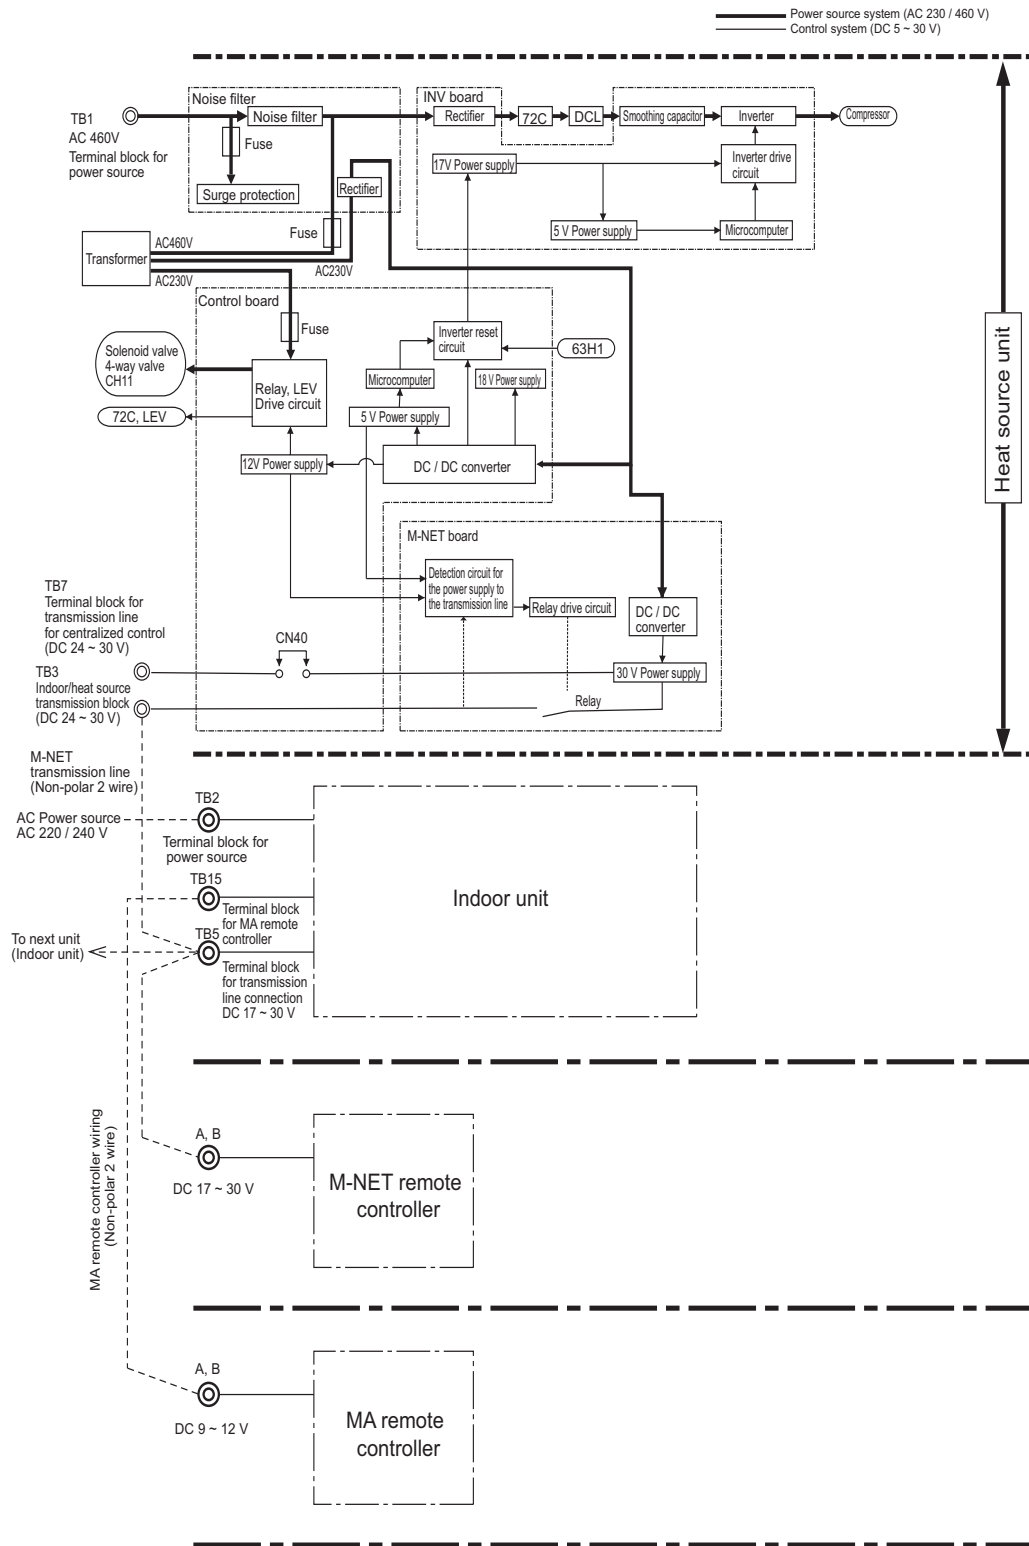 Power source system (AC 230 / 460 V)
Control system (DC 5 ~ 30 V)
Noise filter
INV board
TB1
AC 460V
Terminal block for
power source
Noise filter
Rectifier
72C
DCL
Smoothing capacitor
Inverter
Compressor
Fuse
Surge protection
Rectifier
17V Power supply
Inverter drive
circuit
5 V Power supply
Microcomputer
Fuse
Transformer
AC460V
AC230V
AC230V
Control board
Fuse
Solenoid valve
4-way valve
CH11
72C, LEV
Relay, LEV
Drive circuit
Inverter reset
circuit
63H1
Microcomputer
18 V Power supply
5 V Power supply
12V Power supply
DC / DC converter
Heat source unit
M-NET board
Detection circuit for
the power supply to
the transmission line
Relay drive circuit
DC / DC
converter
30 V Power supply
Relay
TB7
Terminal block for
transmission line
for centralized control
(DC 24 ~ 30 V)
CN40
TB3
Indoor/heat source
transmission block
(DC 24 ~ 30 V)
M-NET
transmission line
(Non-polar 2 wire)
AC Power source
AC 220 / 240 V
TB2
Terminal block for
power source
TB15
Terminal block
for MA remote
controller
TB5
Terminal block
for transmission
line connection
DC 17 ~ 30 V
To next unit
(Indoor unit)
Indoor unit
MA remote controller wiring
(Non-polar 2 wire)
A, B
DC 17 ~ 30 V
M-NET remote
controller
A, B
DC 9 ~ 12 V
MA remote
controller